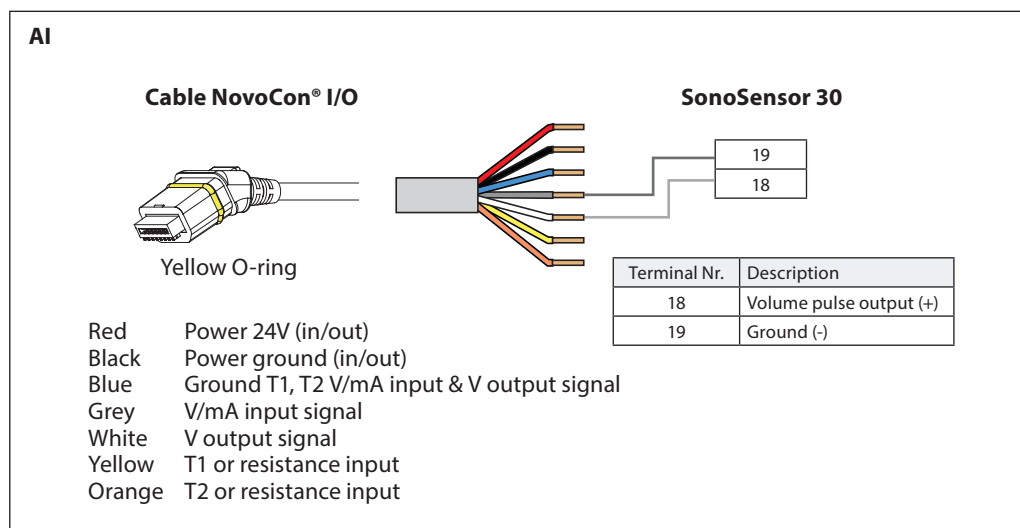 AI
Cable NovoCon® I/O
SonoSensor 30
19
18
Yellow O-ring
Terminal Nr. Description
18 Volume pulse output (+)
19 Ground (-)
Red Power 24V (in/out)
Black Power ground (in/out)
Blue Ground T1, T2 V/mA input & V output signal
Grey V/mA input signal
White V output signal
Yellow T1 or resistance input
Orange T2 or resistance input